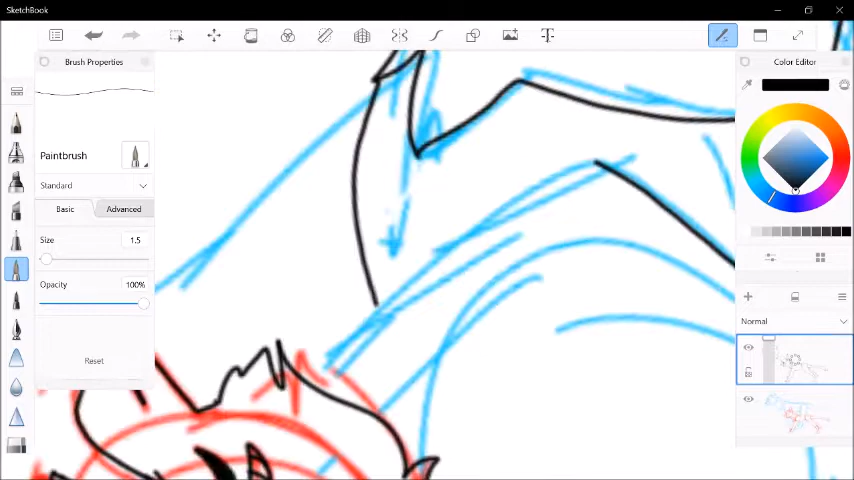 SketchBook
Brush Properties
Color Editor
Paintbrush
Standard
Basic
Advanced
Size
1.5
Opacity
100%
Reset
Normal